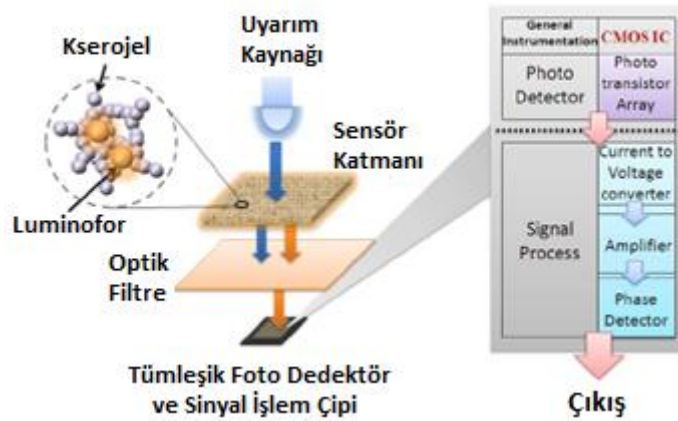 Kserojel
Luminofor
Uyarım
Kaynağı
Sensör
Katmanı
Optik
Filtre
Tümleşik Foto Dedektör
ve Sinyal İşlem Çipi
General
Instrumentation
CMOS IC
Photo
Detector
Photo
transistor
Array
Signal
Process
Current to
Voltage
converter
Amplifier
Phase
Detector
Çıkış